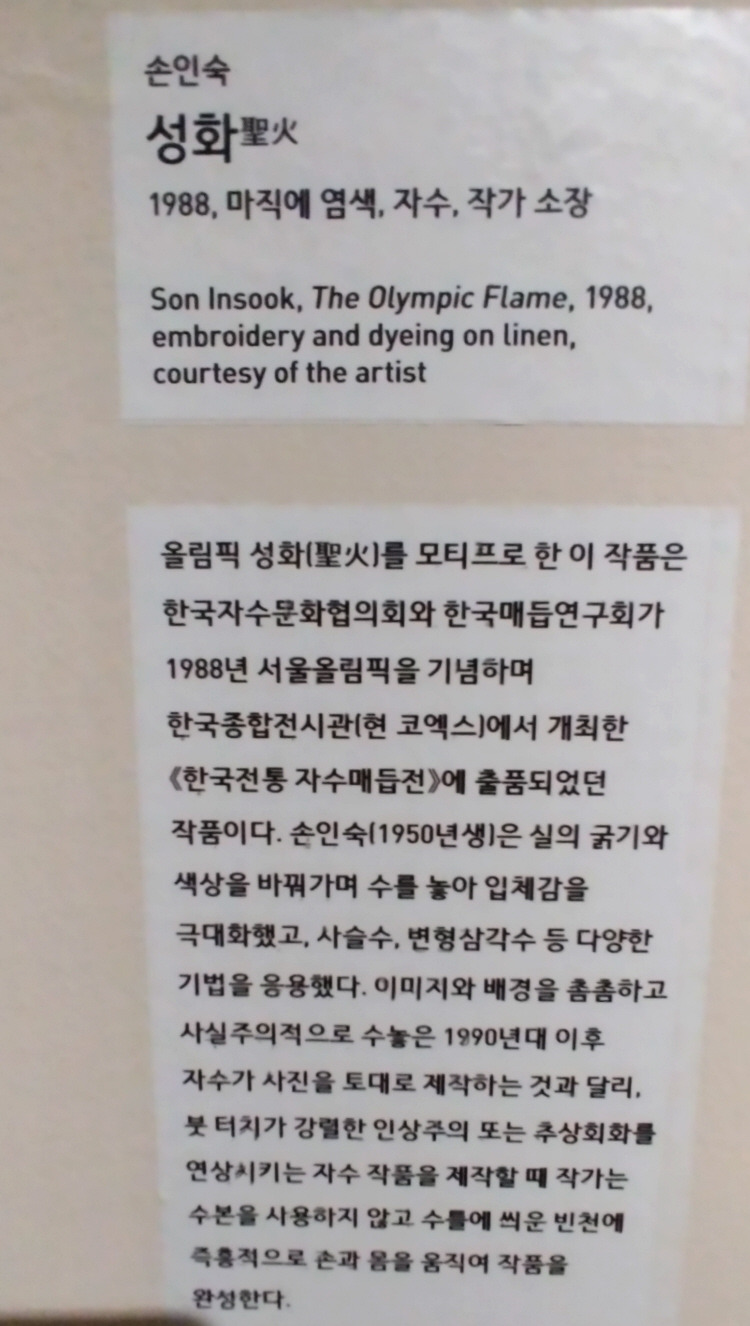 손인숙
성화聖火
1988, 마직에 염색, 자수, 작가 소장
Son Insook, The Olympic Flame, 1988,
embroidery and dyeing on linen,
courtesy of the artist
올림픽 성화(聖火)를 모티프로 한 이 작품은
한국자수문화협의회와 한국매듭연구회가
1988년 서울올림픽을 기념하며
한국종합전시관(현 코엑스)에서 개최한
《한국전통 자수매듭전》에 출품되었던
작품이다. 손인숙(1950년생)은 실의 굵기와
색상을 바꿔가며 수를 놓아 입체감을
극대화했고, 사슬수, 변형삼각수 등 다양한
기법을 응용했다. 이미지와 배경을 촘촘하고
사실주의적으로 수놓은 1990년대 이후
자수가 사진을 토대로 제작하는 것과 달리,
붓 터치가 강렬한 인상주의 또는 추상회화를
연상시키는 자수 작품을 제작할 때 작가는
수본을 사용하지 않고 수틀에 씌운 빈천에
즉흥적으로 손과 몸을 움직여 작품을
완성한다.